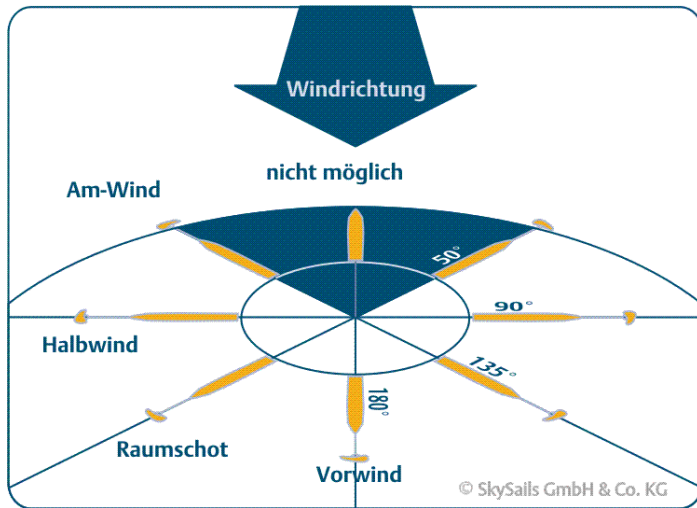 Windrichtung
nicht möglich
Am-Wind
50°
90°
Halbwind
135°
180°
Raumschot
Vorwind
© SkySails GmbH & Co. KG